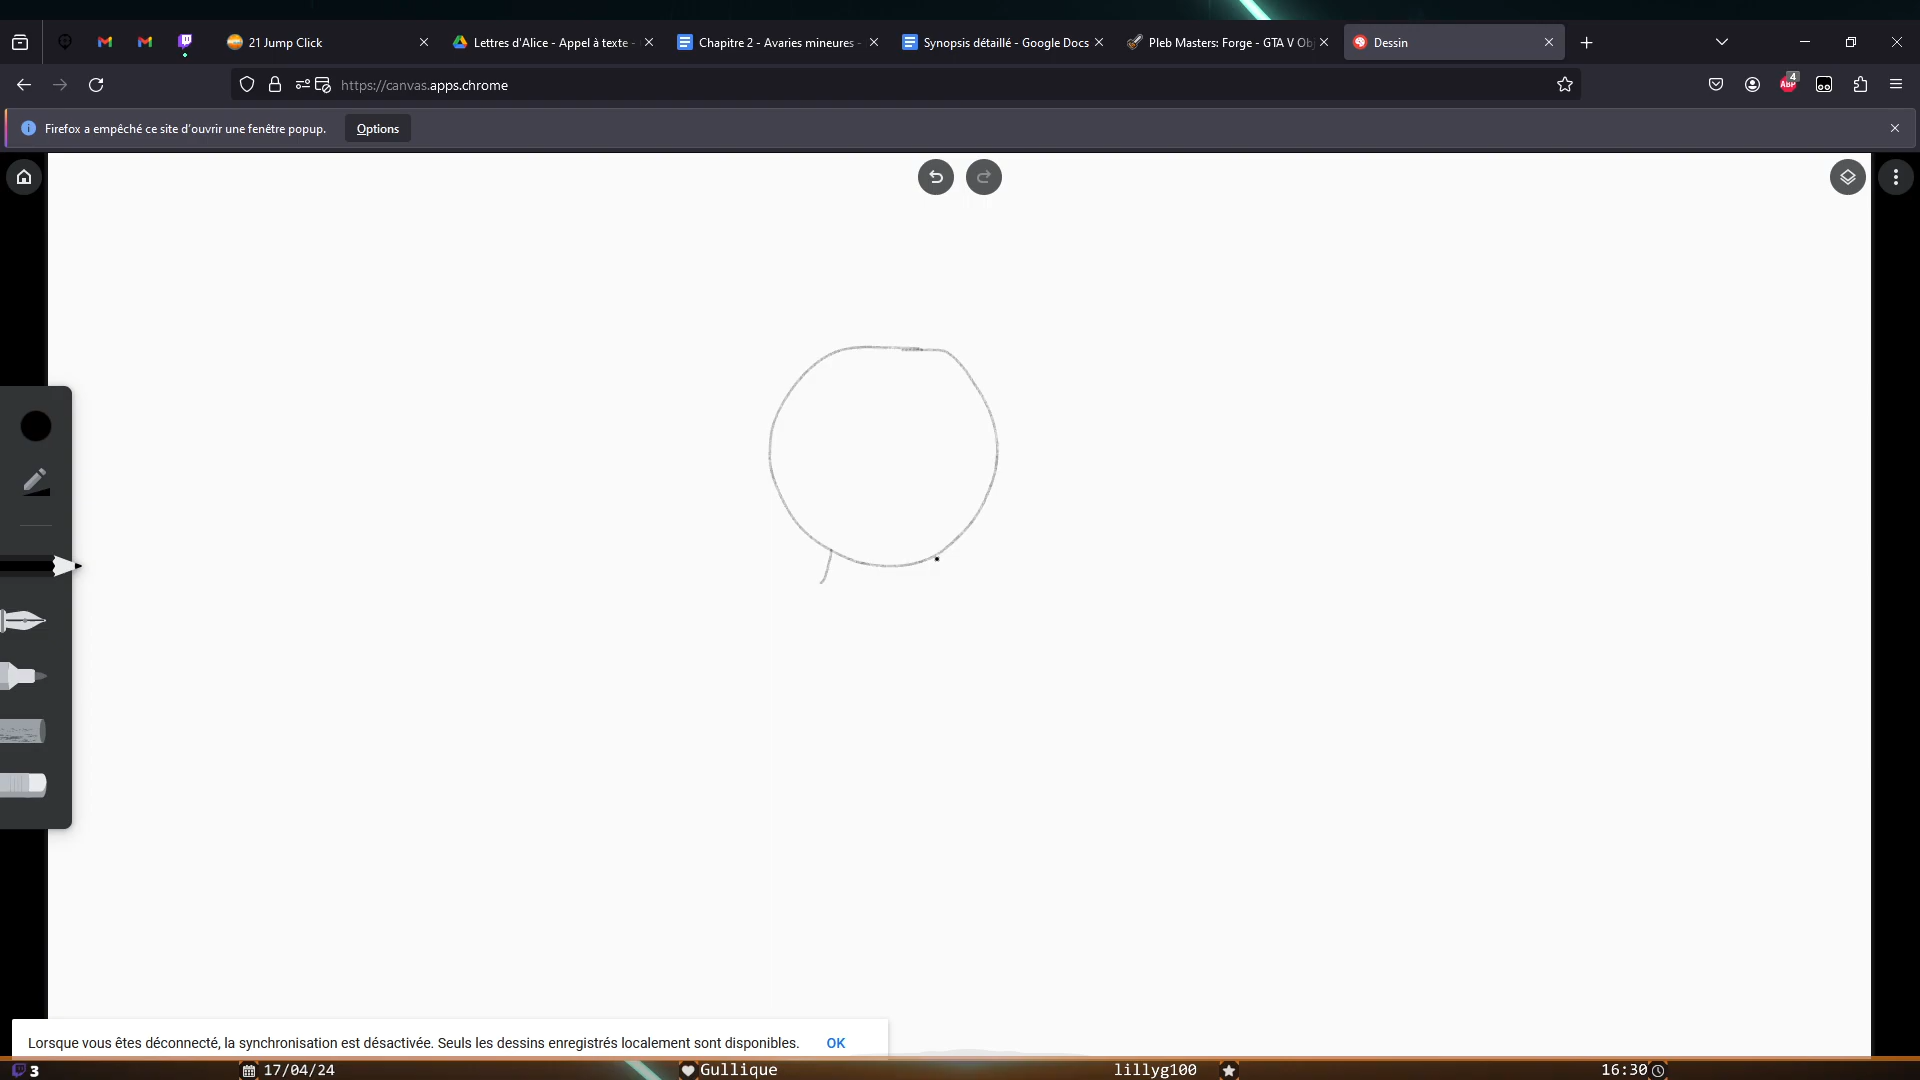 21 Jump Click
Lettres d'Alice - Appel à texte -
Chapitre 2 - Avaries mineures -
Synopsis détaillé - Google Docs
Pleb Masters: Forge - GTA V Obj
Dessin
https://canvas.apps.chrome
4
ABP
Firefox a empêché ce site d'ouvrir une fenêtre popup.
Options
Lorsque vous êtes déconnecté, la synchronisation est désactivée. Seuls les dessins enregistrés localement sont disponibles.
OK
3
17/04/24
Gullique
lillyg100
16:30